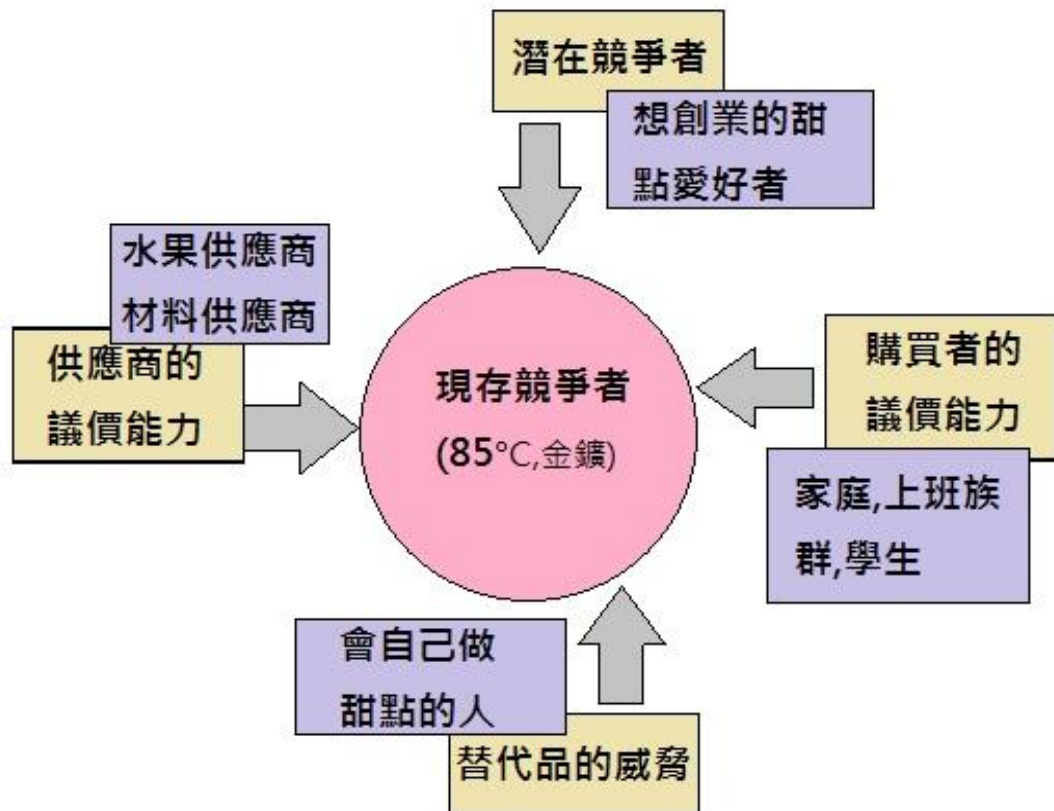 潛在競爭者
想創業的甜
點愛好者
水果供應商
材料供應商
供應商的
議價能力
現存競爭者
(85°C,金鑛)
購買者的
議價能力
家庭,上班族
群,學生
會自己做
甜點的人
替代品的威脅